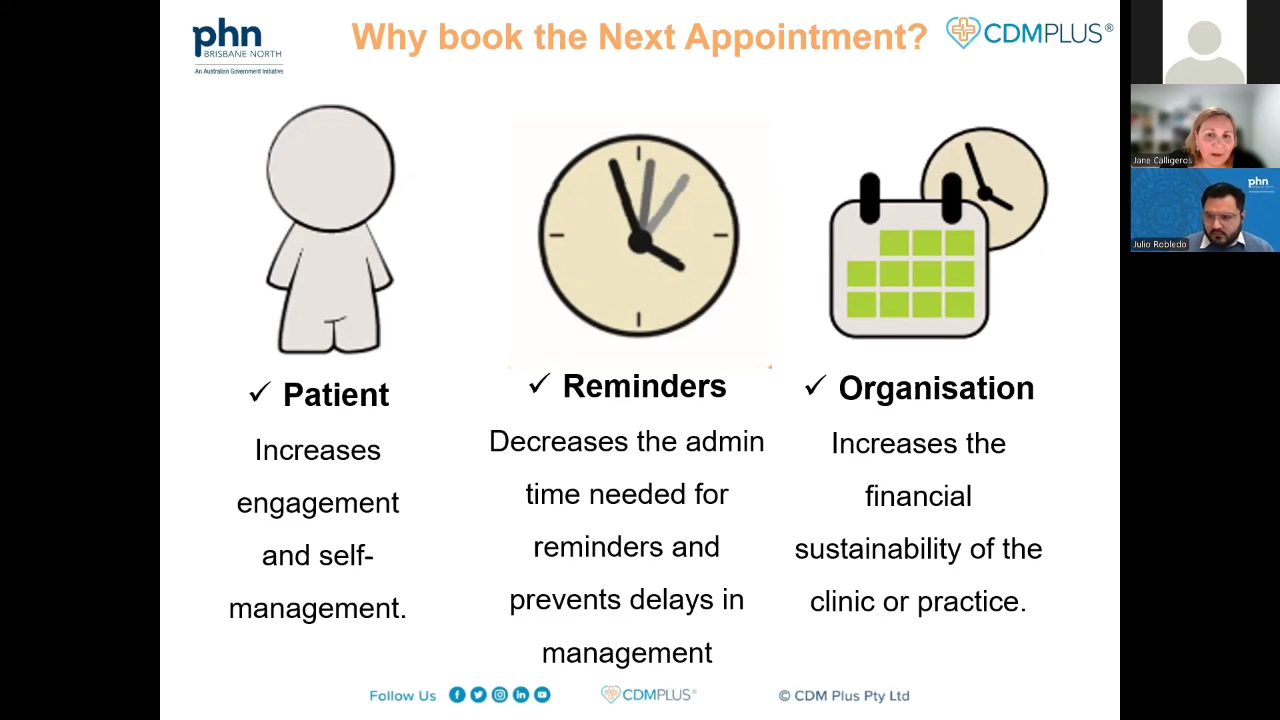 phn
BRISBANE NORTH
An Australian Government Initiative
Why book the Next Appointment?
CDMPLUS®
✓ Patient
Increases
engagement
and self-
management.
✓ Reminders
Decreases the admin
time needed for
reminders and
prevents delays in
management
✓ Organisation
Increases the
financial
sustainability of the
clinic or practice.
Follow Us
CDMPLUS®
© CDM Plus Pty Ltd
Jane Calligeros
phn
Julio Robledo